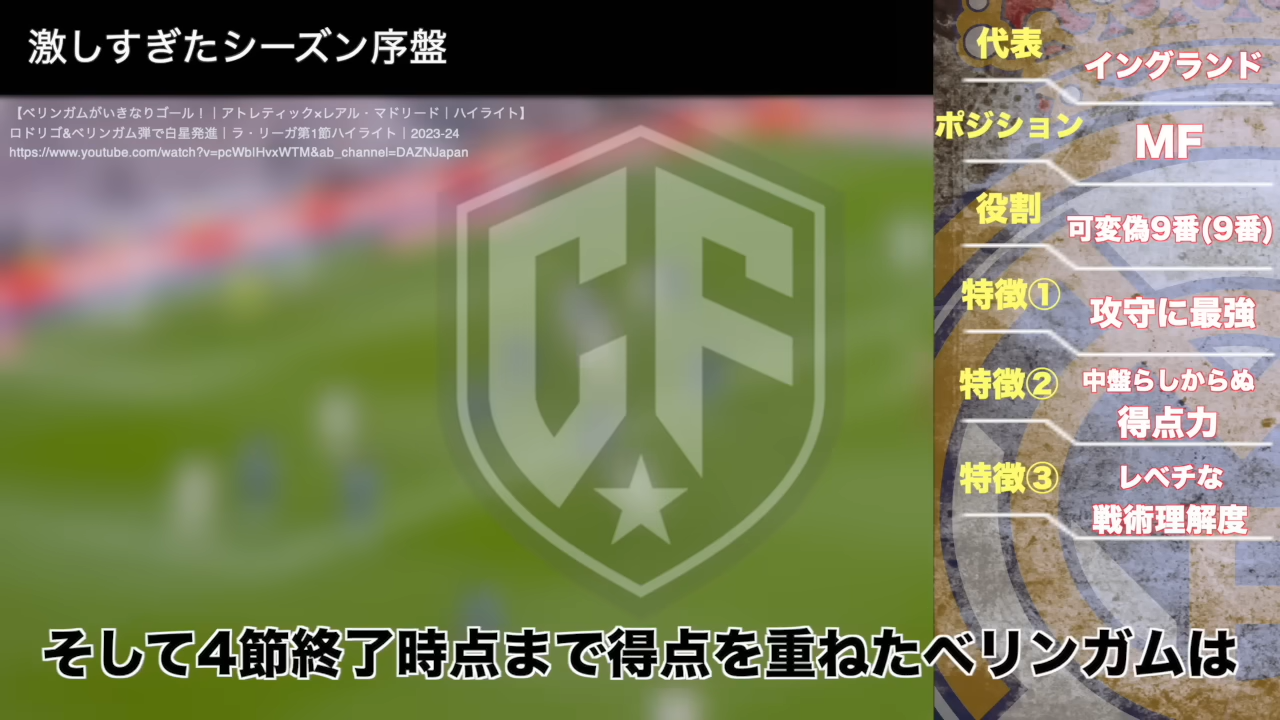 激しすぎたシーズン序盤
【ベリンガムがいきなりゴール！｜アトレティック×レアル・マドリード｜ハイライト】
ロドリゴ&ベリンガム弾で白星発進｜ラ・リーガ第1節ハイライト｜2023-24
https://www.youtube.com/watch?v=pcWblHvxWTM&ab_channel=DAZNJapan
代表
イングランド
ポジション
MF
役割
可変偽9番(9番)
特徴①
攻守に最強
特徴②
中盤らしからぬ
得点力
特徴③
レベチな
戦術理解度
CF
そして4節終了時点まで得点を重ねたベリンガムは